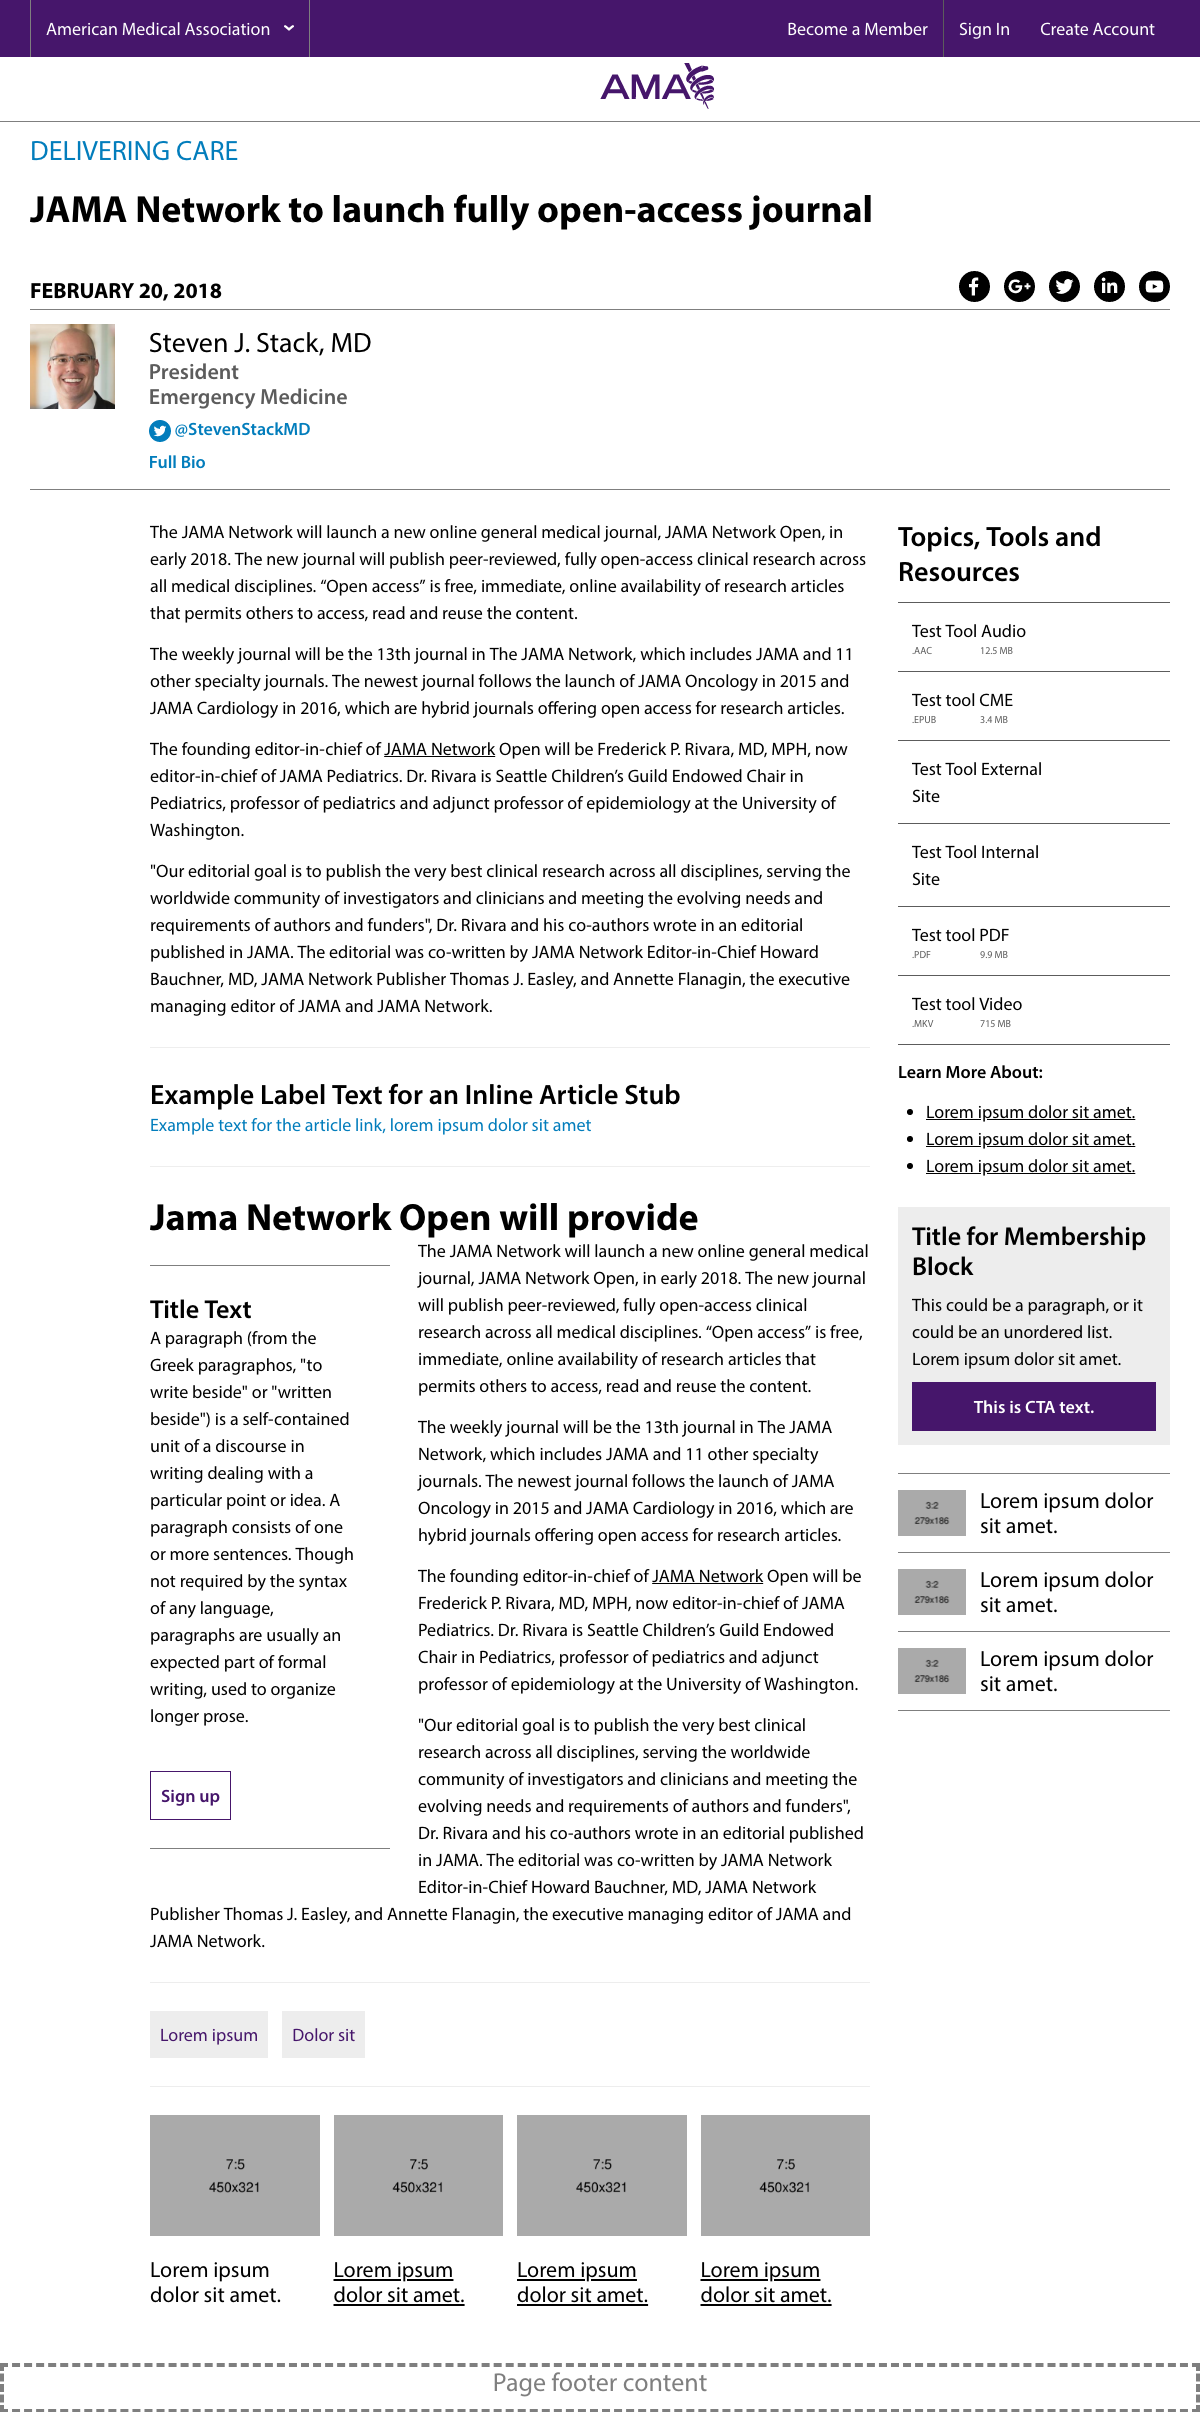 American Medical Association
Become a Member
Sign In
Create Account
AMA
DELIVERING CARE
JAMA Network to launch fully open-access journal
FEBRUARY 20, 2018
Steven J. Stack, MD
President
Emergency Medicine
@StevenStackMD
Full Bio
The JAMA Network will launch a new online general medical journal, JAMA Network Open, in
early 2018. The new journal will publish peer-reviewed, fully open-access clinical research across
all medical disciplines. “Open access” is free, immediate, online availability of research articles
that permits others to access, read and reuse the content.
The weekly journal will be the 13th journal in The JAMA Network, which includes JAMA and 11
other specialty journals. The newest journal follows the launch of JAMA Oncology in 2015 and
JAMA Cardiology in 2016, which are hybrid journals offering open access for research articles.
The founding editor-in-chief of JAMA Network Open will be Frederick P. Rivara, MD, MPH, now
editor-in-chief of JAMA Pediatrics. Dr. Rivara is Seattle Children’s Guild Endowed Chair in
Pediatrics, professor of pediatrics and adjunct professor of epidemiology at the University of
Washington.
"Our editorial goal is to publish the very best clinical research across all disciplines, serving the
worldwide community of investigators and clinicians and meeting the evolving needs and
requirements of authors and funders", Dr. Rivara and his co-authors wrote in an editorial
published in JAMA. The editorial was co-written by JAMA Network Editor-in-Chief Howard
Bauchner, MD, JAMA Network Publisher Thomas J. Easley, and Annette Flanagin, the executive
managing editor of JAMA and JAMA Network.
Example Label Text for an Inline Article Stub
Example text for the article link, lorem ipsum dolor sit amet
Jama Network Open will provide
Title Text
A paragraph (from the
Greek paragraphos, "to
write beside" or "written
beside") is a self-contained
unit of a discourse in
writing dealing with a
particular point or idea. A
paragraph consists of one
or more sentences. Though
not required by the syntax
of any language,
paragraphs are usually an
expected part of formal
writing, used to organize
longer prose.
Sign up
The JAMA Network will launch a new online general medical
journal, JAMA Network Open, in early 2018. The new journal
will publish peer-reviewed, fully open-access clinical
research across all medical disciplines. “Open access” is free,
immediate, online availability of research articles that
permits others to access, read and reuse the content.
The weekly journal will be the 13th journal in The JAMA
Network, which includes JAMA and 11 other specialty
journals. The newest journal follows the launch of JAMA
Oncology in 2015 and JAMA Cardiology in 2016, which are
hybrid journals offering open access for research articles.
The founding editor-in-chief of JAMA Network Open will be
Frederick P. Rivara, MD, MPH, now editor-in-chief of JAMA
Pediatrics. Dr. Rivara is Seattle Children’s Guild Endowed
Chair in Pediatrics, professor of pediatrics and adjunct
professor of epidemiology at the University of Washington.
"Our editorial goal is to publish the very best clinical
research across all disciplines, serving the worldwide
community of investigators and clinicians and meeting the
evolving needs and requirements of authors and funders",
Dr. Rivara and his co-authors wrote in an editorial published
in JAMA. The editorial was co-written by JAMA Network
Editor-in-Chief Howard Bauchner, MD, JAMA Network
Publisher Thomas J. Easley, and Annette Flanagin, the executive managing editor of JAMA and
JAMA Network.
Lorem ipsum
Dolor sit
7:5
450x321
7:5
450x321
7:5
450x321
7:5
450x321
Lorem ipsum
dolor sit amet.
Lorem ipsum
dolor sit amet.
Lorem ipsum
dolor sit amet.
Lorem ipsum
dolor sit amet.
Topics, Tools and
Resources
Test Tool Audio
.AAC 12.5 MB
Test tool CME
.EPUB 3.4 MB
Test Tool External
Site
Test Tool Internal
Site
Test tool PDF
.PDF 9.9 MB
Test tool Video
.MKV 715 MB
Learn More About:
Lorem ipsum dolor sit amet.
Lorem ipsum dolor sit amet.
Lorem ipsum dolor sit amet.
Title for Membership
Block
This could be a paragraph, or it
could be an unordered list.
Lorem ipsum dolor sit amet.
This is CTA text.
3:2
279x186
Lorem ipsum dolor
sit amet.
3:2
279x186
Lorem ipsum dolor
sit amet.
3:2
279x186
Lorem ipsum dolor
sit amet.
Page footer content